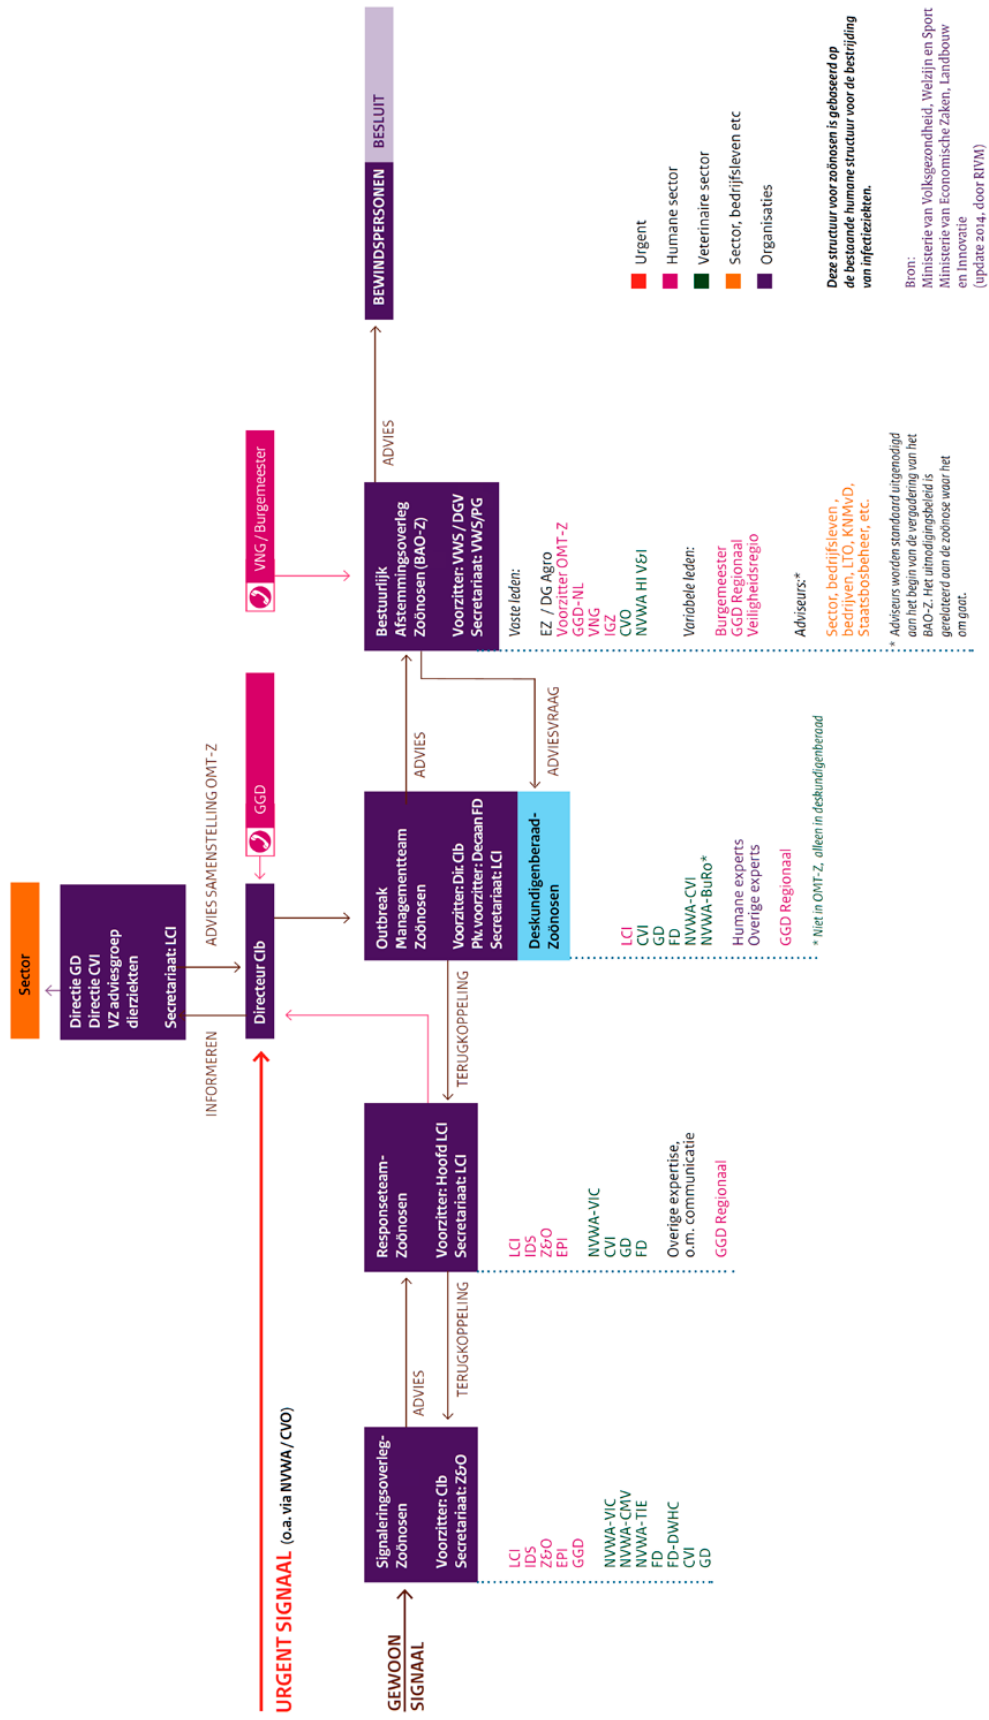 Sector
Directie GD
Directie CVI
VZ adviesgroep
dierziekten
Secretariaat: LCI
INFORMEREN
ADVIES SAMENSTELLING OMT-Z
URGENT SIGNAAL (o.a. via NVWA / CVO)
Directeur CIb
GGD
VNG / Burgemeester
GEWOON
SIGNAAL
Signaleringsoverleg-
Zoönosen
Voorzitter: CIb
Secretariaat: Z&O
LCI
IDS
Z&O
EPI
GGD
NVWA-VIC
NVWA-CMV
NVWA-TIE
FD
FD-DWHC
CVI
GD
ADVIES
TERUGKOPPELING
Responseteam-
Zoönosen
Voorzitter: Hoofd LCI
Secretariaat: LCI
LCI
IDS
Z&O
EPI
NVWA-VIC
CVI
GD
FD
Overige expertise,
o.m. communicatie
GGD Regionaal
TERUGKOPPELING
Outbreak
Managementteam
Zoönosen
Voorzitter: Dir. CIb
Plv. voorzitter: Decaan FD
Secretariaat: LCI
Deskundigenberaad-
Zoönosen
LCI
CVI
GD
FD
NVWA-CVI
NVWA-BuRo*
Humane experts
Overige experts
GGD Regionaal
* Niet in OMT-Z, alleen in deskundigenberaad
ADVIES
ADVIESVRAAG
Bestuurlijk
Afstemmingsoverleg
Zoönosen (BAO-Z)
Voorzitter: VWS / DGV
Secretariaat: VWS/PG
Vaste leden:
EZ / DG Agro
Voorzitter OMT-Z
GGD-NL
VNG
IGZ
CVO
NVWA HI V&I
Variabele leden:
Burgemeester
GGD Regionaal
Veiligheidsregio
Adviseurs:*
Sector, bedrijfsleven ,
bedrijven, LTO, KNMvD,
Staatsbosbeheer, etc.
* Adviseurs worden standaard uitgenodigd
aan het begin van de vergadering van het
BAO-Z. Het uitnodigingsbeleid is
gerelateerd aan de zoönose waar het
om gaat.
ADVIES
BEWINDSPERSONEN
BESLUIT
Urgent
Humane sector
Veterinaire sector
Sector, bedrijfsleven etc
Organisaties
Deze structuur voor zoönosen is gebaseerd op
de bestaande humane structuur voor de bestrijding
van infectieziekten.
Bron:
Ministerie van Volksgezondheid, Welzijn en Sport
Ministerie van Economische Zaken, Landbouw
en Innovatie
(update 2014, door RIVM)